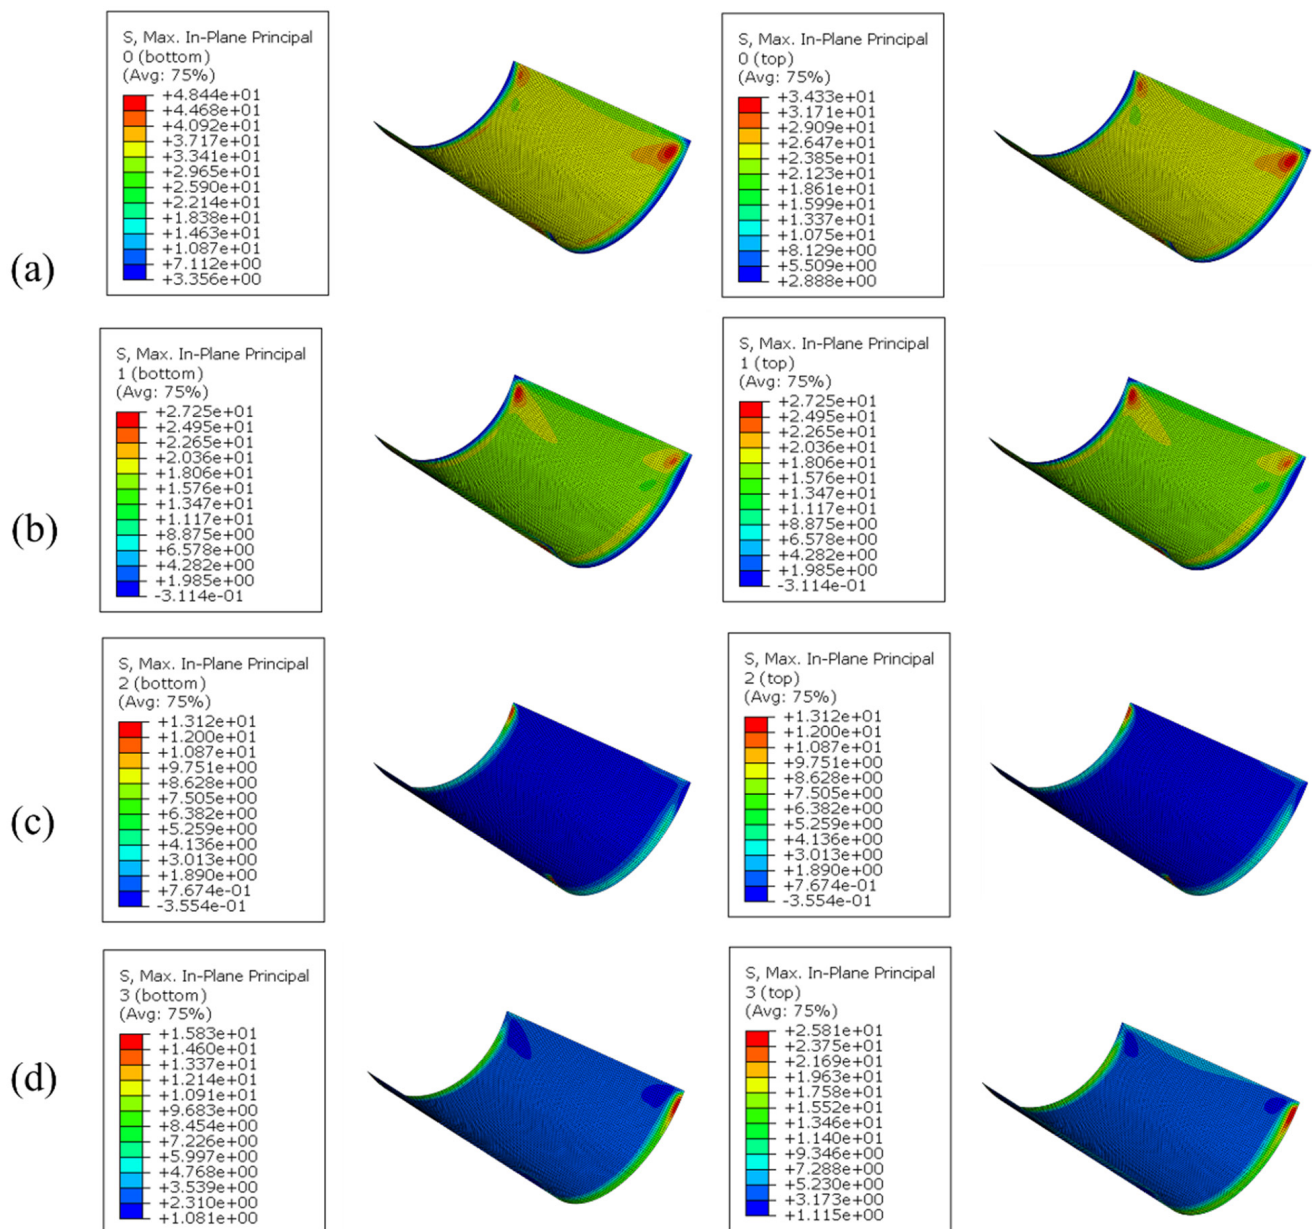 S, Max. In-Plane Principal
0 (bottom)
(Avg: 75%)
+4.844e+01
+4.468e+01
+4.092e+01
+3.717e+01
+3.341e+01
+2.965e+01
+2.590e+01
+2.214e+01
+1.838e+01
+1.463e+01
+1.087e+01
+7.112e+00
+3.356e+00
S, Max. In-Plane Principal
0 (top)
(Avg: 75%)
+3.433e+01
+3.171e+01
+2.909e+01
+2.647e+01
+2.385e+01
+2.123e+01
+1.861e+01
+1.599e+01
+1.337e+01
+1.075e+01
+8.129e+00
+5.509e+00
+2.888e+00
(a)
S, Max. In-Plane Principal
1 (bottom)
(Avg: 75%)
+2.725e+01
+2.495e+01
+2.265e+01
+2.036e+01
+1.806e+01
+1.576e+01
+1.347e+01
+1.117e+01
+8.875e+00
+6.578e+00
+4.282e+00
+1.985e+00
-3.114e-01
S, Max. In-Plane Principal
1 (top)
(Avg: 75%)
+2.725e+01
+2.495e+01
+2.265e+01
+2.036e+01
+1.806e+01
+1.576e+01
+1.347e+01
+1.117e+01
+8.875e+00
+6.578e+00
+4.282e+00
+1.985e+00
-3.114e-01
(b)
S, Max. In-Plane Principal
2 (bottom)
(Avg: 75%)
+1.312e+01
+1.200e+01
+1.087e+01
+9.751e+00
+8.628e+00
+7.505e+00
+6.382e+00
+5.259e+00
+4.136e+00
+3.013e+00
+1.890e+00
+7.674e-01
-3.554e-01
S, Max. In-Plane Principal
2 (top)
(Avg: 75%)
+1.312e+01
+1.200e+01
+1.087e+01
+9.751e+00
+8.628e+00
+7.505e+00
+6.382e+00
+5.259e+00
+4.136e+00
+3.013e+00
+1.890e+00
+7.674e-01
-3.554e-01
(c)
S, Max. In-Plane Principal
3 (bottom)
(Avg: 75%)
+1.583e+01
+1.460e+01
+1.337e+01
+1.214e+01
+1.091e+01
+9.683e+00
+8.454e+00
+7.226e+00
+5.997e+00
+4.768e+00
+3.539e+00
+2.310e+00
+1.081e+00
S, Max. In-Plane Principal
3 (top)
(Avg: 75%)
+2.581e+01
+2.375e+01
+2.169e+01
+1.963e+01
+1.758e+01
+1.552e+01
+1.346e+01
+1.140e+01
+9.346e+00
+7.288e+00
+5.230e+00
+3.173e+00
+1.115e+00
(d)